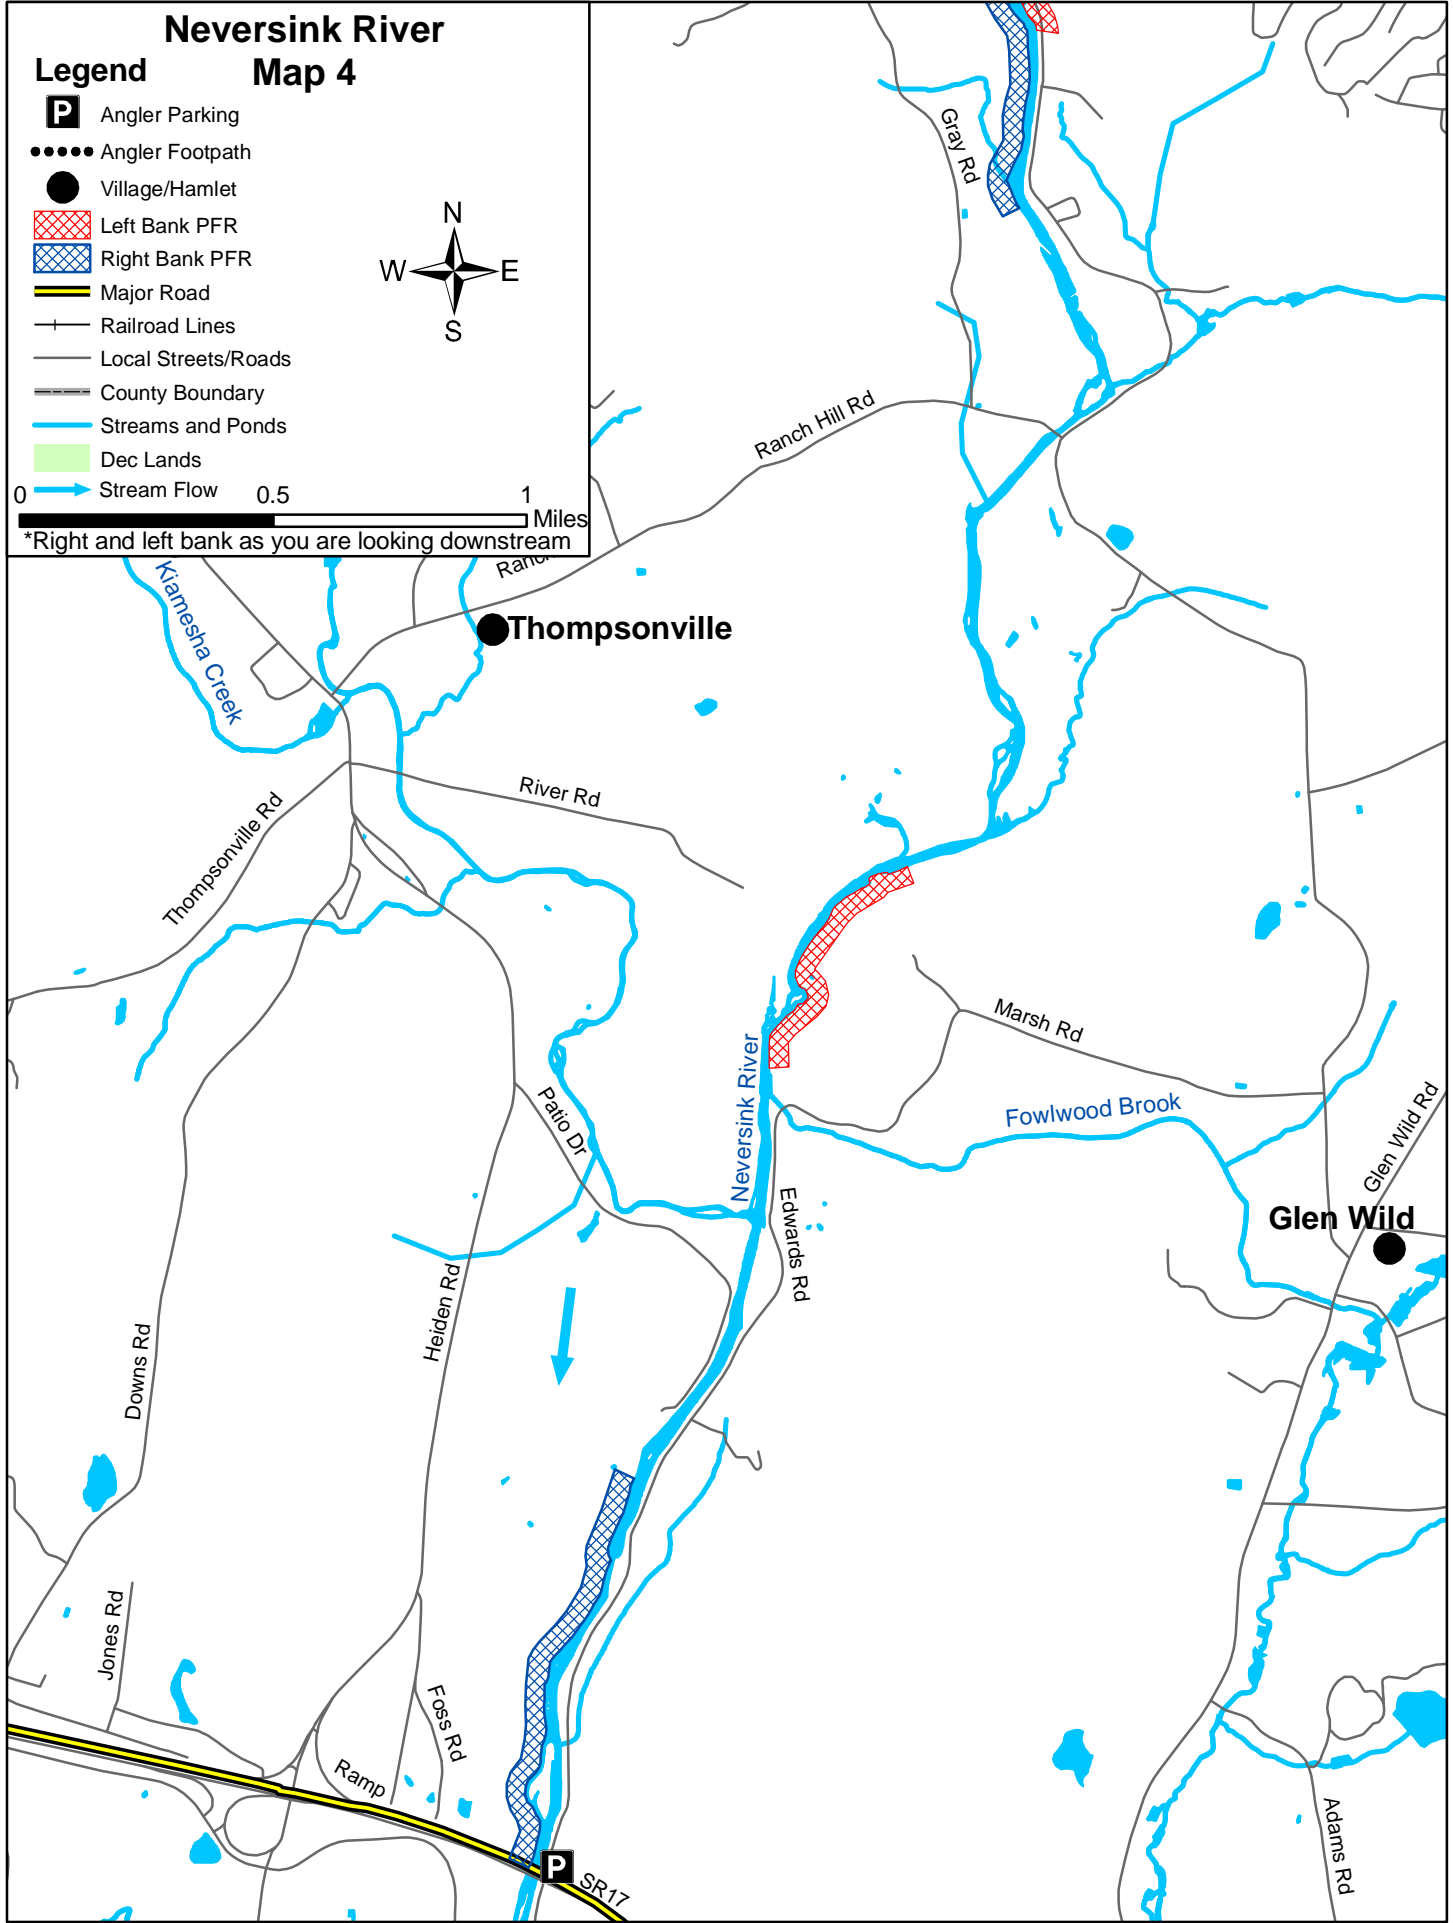 Neversink River
Map 4
Legend
P Angler Parking
Angler Footpath
Village/Hamlet
Left Bank PFR
Right Bank PFR
Major Road
Railroad Lines
Local Streets/Roads
County Boundary
Streams and Ponds
Dec Lands
Stream Flow
N
W E
S
0 0.5 1
Miles
*Right and left bank as you are looking downstream
Gray Rd
Ranch Hill Rd
Ranch
Kiamesha Creek
Thompsonville
River Rd
Thompsonville Rd
Marsh Rd
Neversink River
Fowlwood Brook
Patio Dr
Glen Wild Rd
Edwards Rd
Glen Wild
Heiden Rd
Downs Rd
Jones Rd
Foss Rd
Ramp
P
SR17
Adams Rd